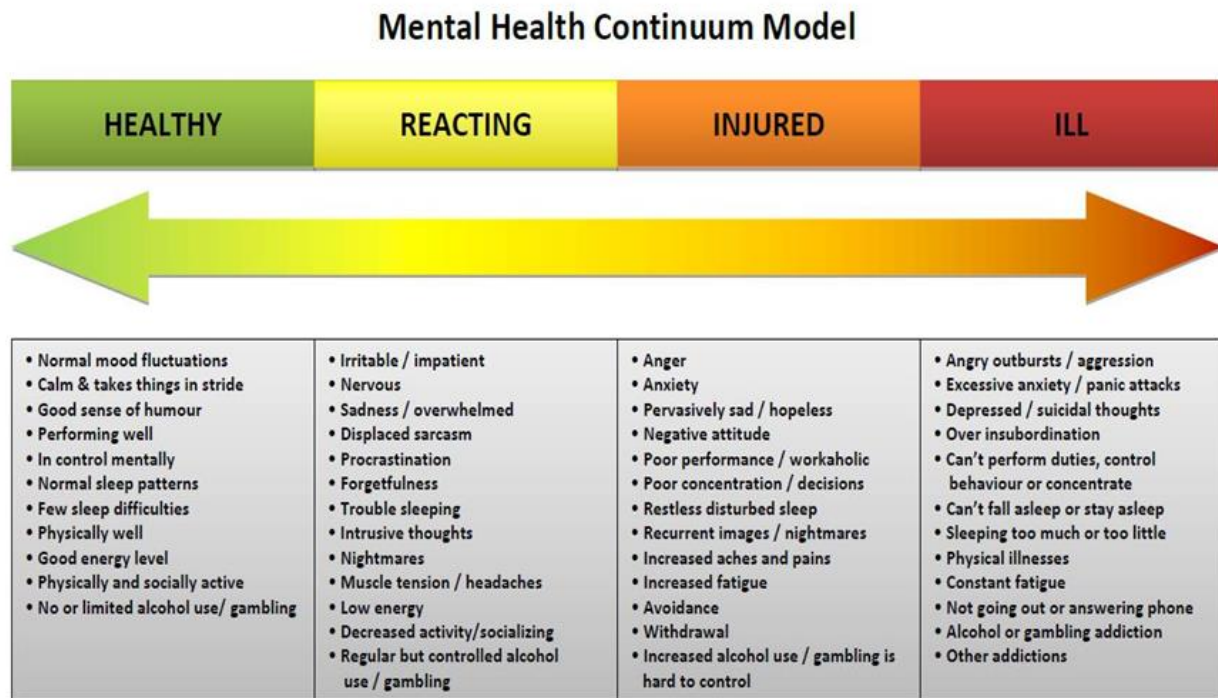 Mental Health Continuum Model
HEALTHY
REACTING
INJURED
ILL
• Normal mood fluctuations
• Calm & takes things in stride
• Good sense of humour
• Performing well
• In control mentally
• Normal sleep patterns
• Few sleep difficulties
• Physically well
• Good energy level
• Physically and socially active
• No or limited alcohol use/ gambling
• Irritable / impatient
• Nervous
• Sadness / overwhelmed
• Displaced sarcasm
• Procrastination
• Forgetfulness
• Trouble sleeping
• Intrusive thoughts
• Nightmares
• Muscle tension / headaches
• Low energy
• Decreased activity/socializing
• Regular but controlled alcohol
use / gambling
• Anger
• Anxiety
• Pervasively sad / hopeless
• Negative attitude
• Poor performance / workaholic
• Poor concentration / decisions
• Restless disturbed sleep
• Recurrent images / nightmares
• Increased aches and pains
• Increased fatigue
• Avoidance
• Withdrawal
• Increased alcohol use / gambling is
hard to control
• Angry outbursts / aggression
• Excessive anxiety / panic attacks
• Depressed / suicidal thoughts
• Over insubordination
• Can't perform duties, control
behaviour or concentrate
• Can't fall asleep or stay asleep
• Sleeping too much or too little
• Physical illnesses
• Constant fatigue
• Not going out or answering phone
• Alcohol or gambling addiction
• Other addictions